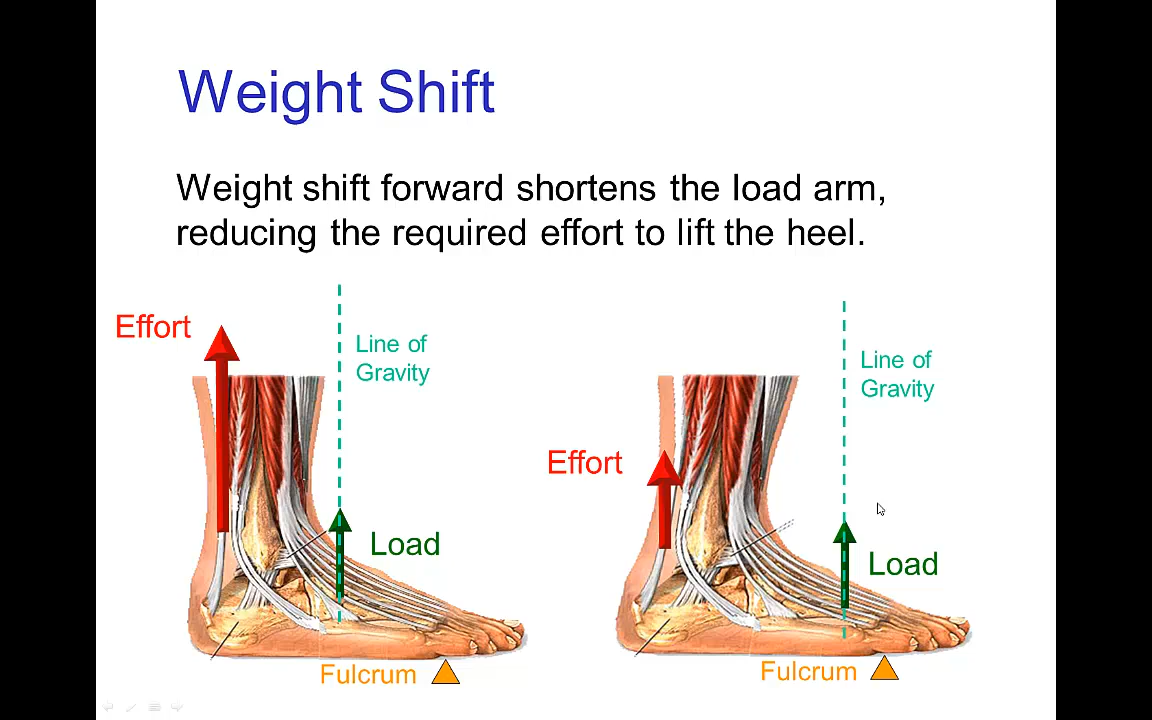 Weight Shift
Weight shift forward shortens the load arm,
reducing the required effort to lift the heel.
Effort
Line of
Gravity
Load
Fulcrum
Effort
Line of
Gravity
Load
Fulcrum